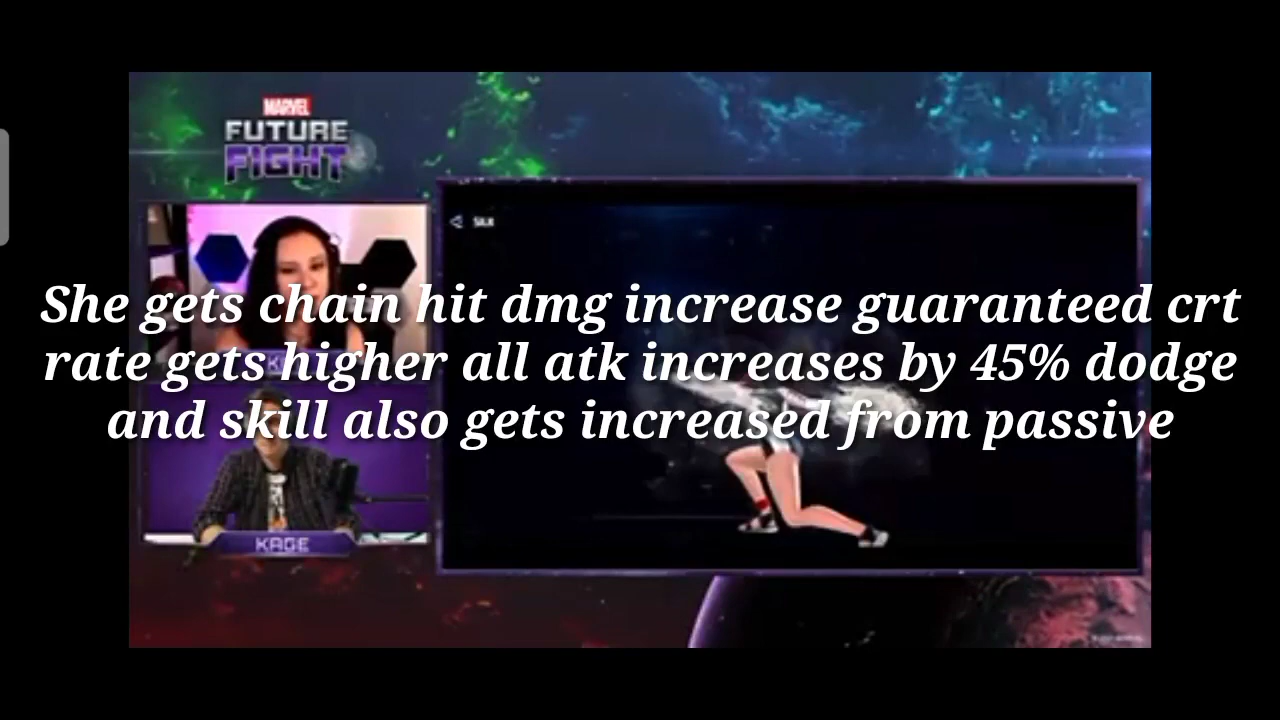 MARVEL
FUTURE
FIGHT
SILK
She gets chain hit dmg increase guaranteed crt
rate gets higher all atk increases by 45% dodge
and skill also gets increased from passive
KAGE